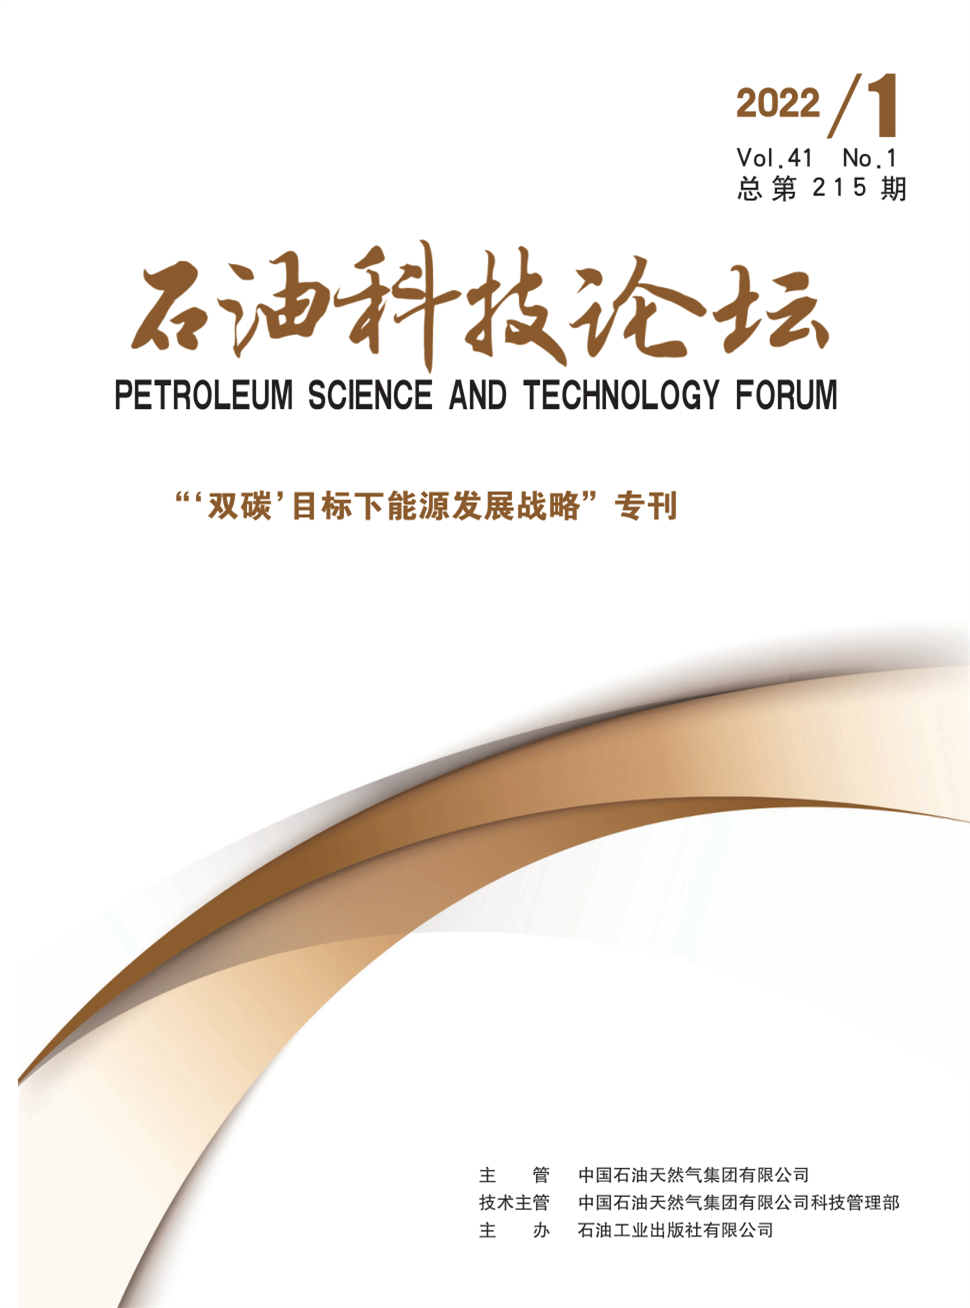 2022/1
Vol.41 No.1
总第215期
石油科技论坛
PETROLEUM SCIENCE AND TECHNOLOGY FORUM
“‘双碳’目标下能源发展战略”专刊
主 管 中国石油天然气集团有限公司
技术主管 中国石油天然气集团有限公司科技管理部
主 办 石油工业出版社有限公司